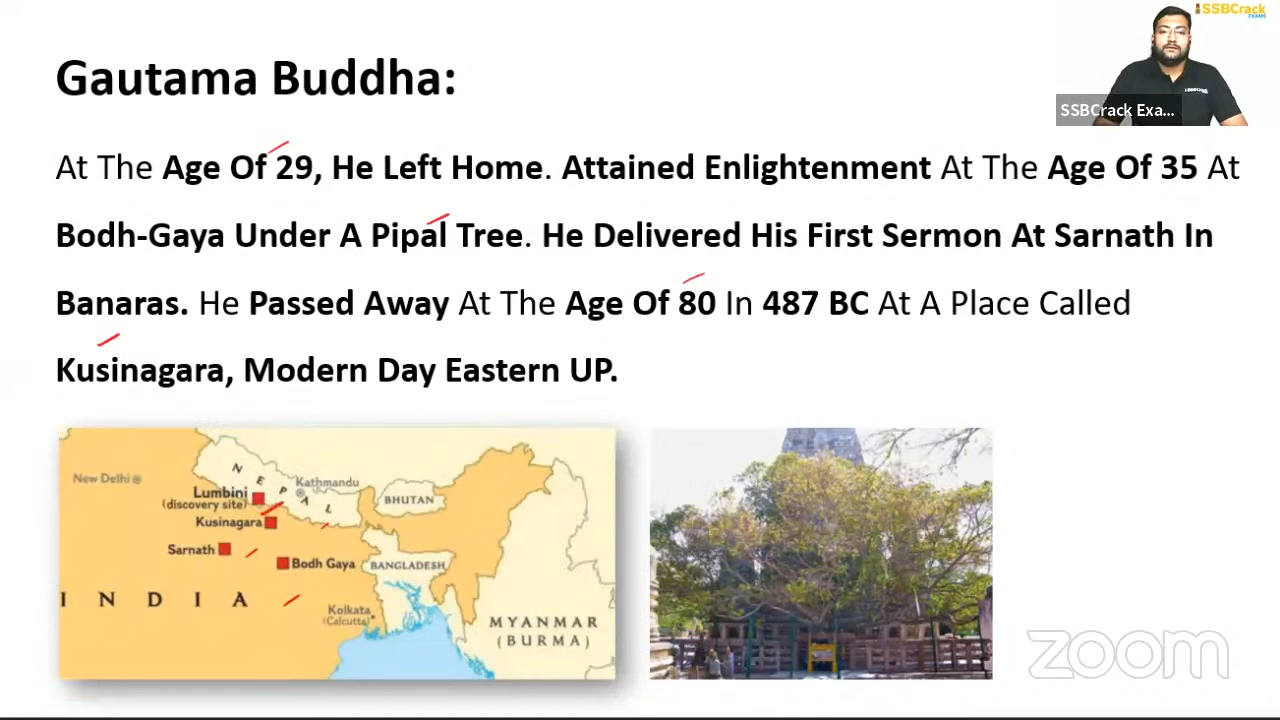 SSBCrack
EXAMS
SSBCrack Exa...
Gautama Buddha:
At The Age Of 29, He Left Home. Attained Enlightenment At The Age Of 35 At
Bodh-Gaya Under A Pipal Tree. He Delivered His First Sermon At Sarnath In
Banaras. He Passed Away At The Age Of 80 In 487 BC At A Place Called
Kusinagara, Modern Day Eastern UP.
New Delhi
NEPAL
Kathmandu
Lumbini
(discovery site)
BHUTAN
Kusinagara
Sarnath
Bodh Gaya
BANGLADESH
INDIA
Kolkata
(Calcutta)
MYANMAR
(BURMA)
zoom